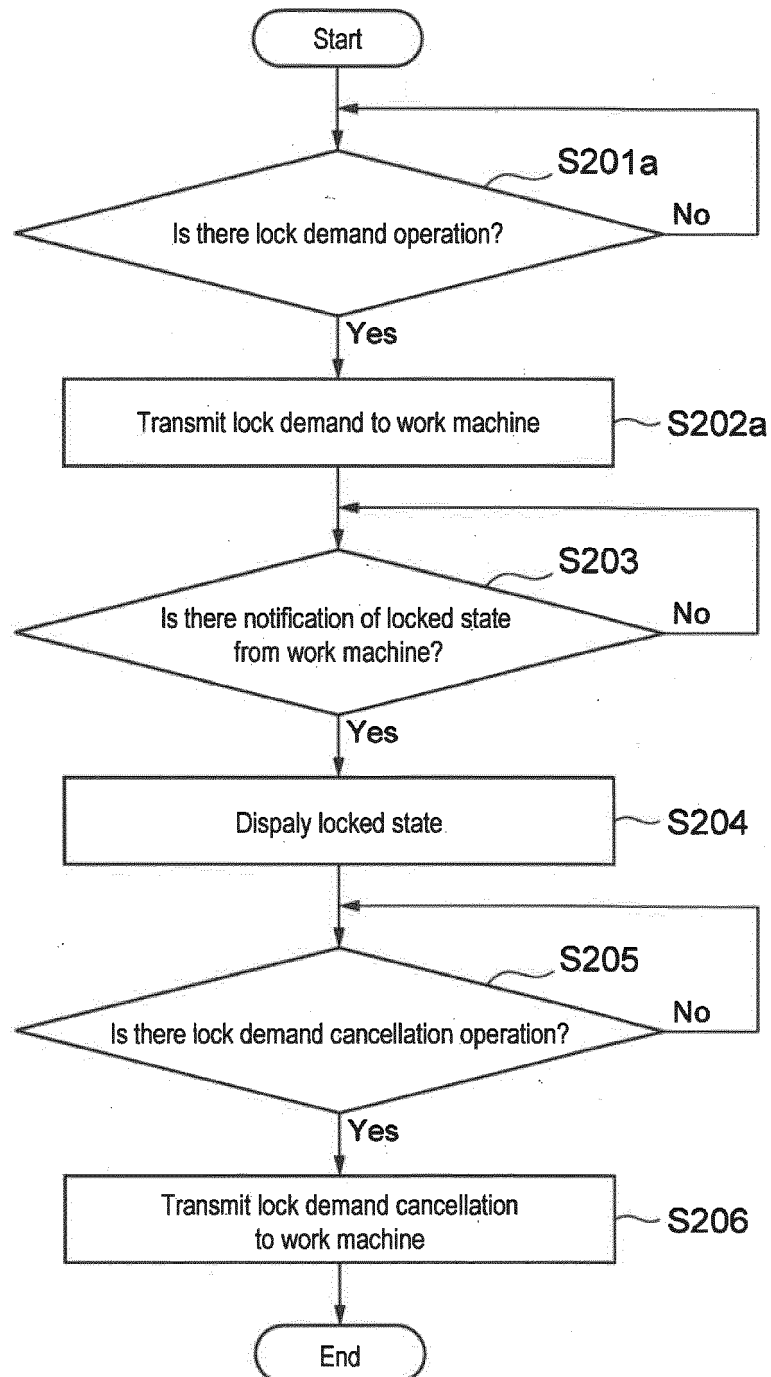 Start
S201a
Is there lock demand operation?
No
Yes
Transmit lock demand to work machine
S202a
S203
Is there notification of locked state
from work machine?
No
Yes
Dispaly locked state
S204
S205
Is there lock demand cancellation operation?
No
Yes
Transmit lock demand cancellation
to work machine
S206
End